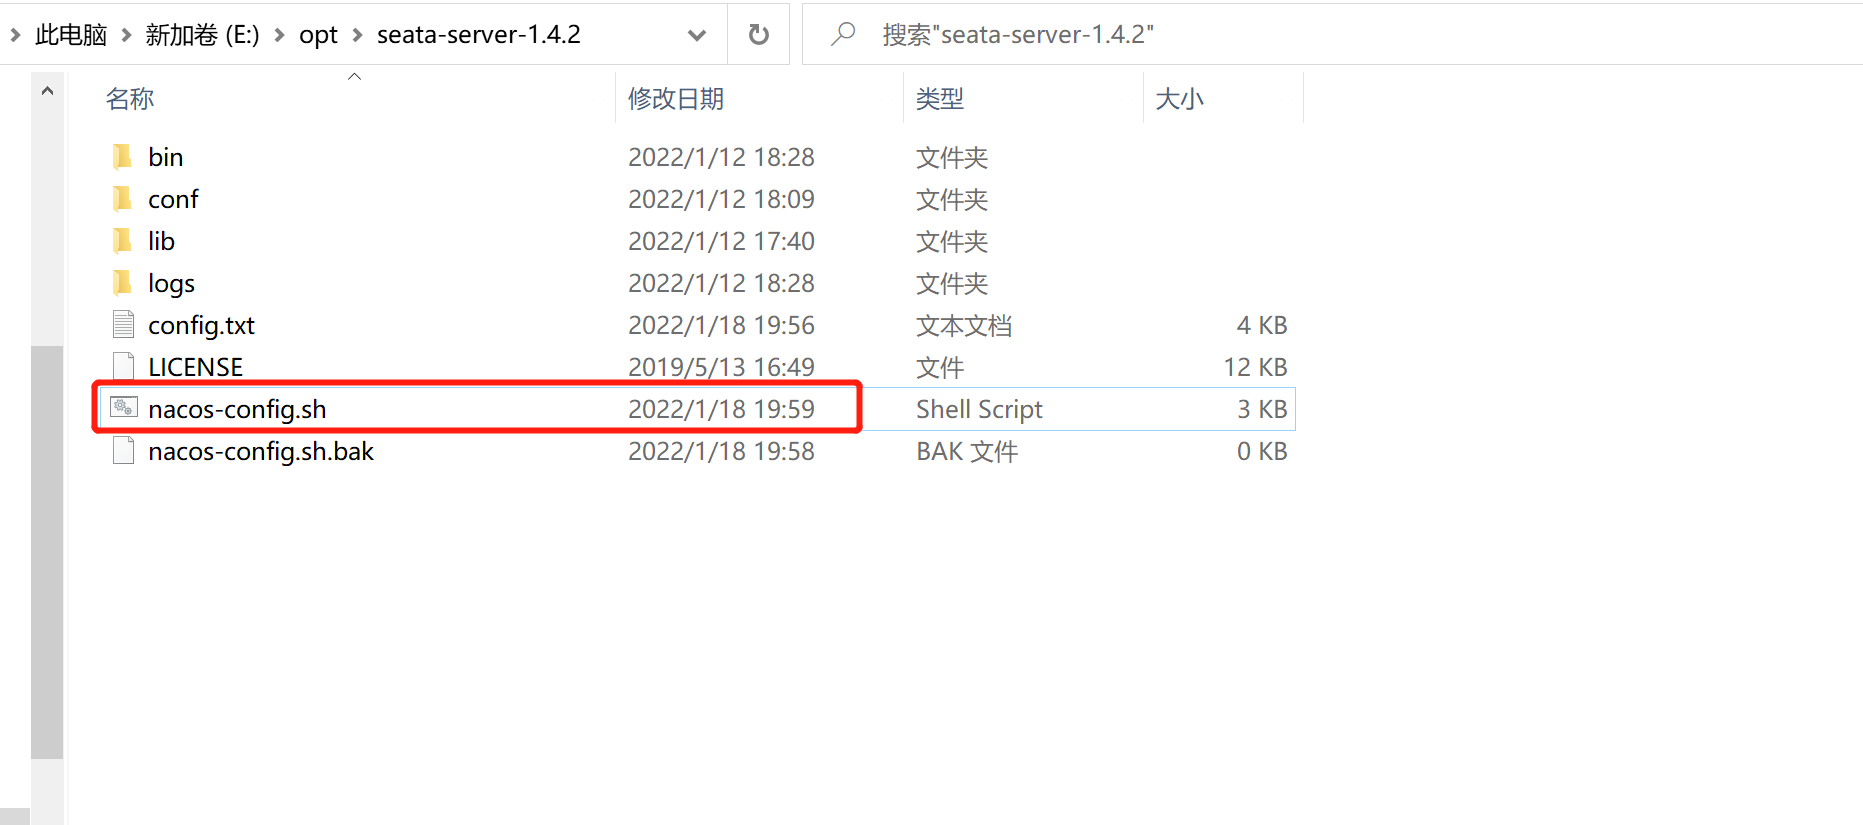 此电脑 新加卷 (E:) opt seata-server-1.4.2 搜索"seata-server-1.4.2"
名称 修改日期 类型 大小
bin 2022/1/12 18:28 文件夹
conf 2022/1/12 18:09 文件夹
lib 2022/1/12 17:40 文件夹
logs 2022/1/12 18:28 文件夹
config.txt 2022/1/18 19:56 文本文档 4 KB
LICENSE 2019/5/13 16:49 文件 12 KB
nacos-config.sh 2022/1/18 19:59 Shell Script 3 KB
nacos-config.sh.bak 2022/1/18 19:58 BAK 文件 0 KB